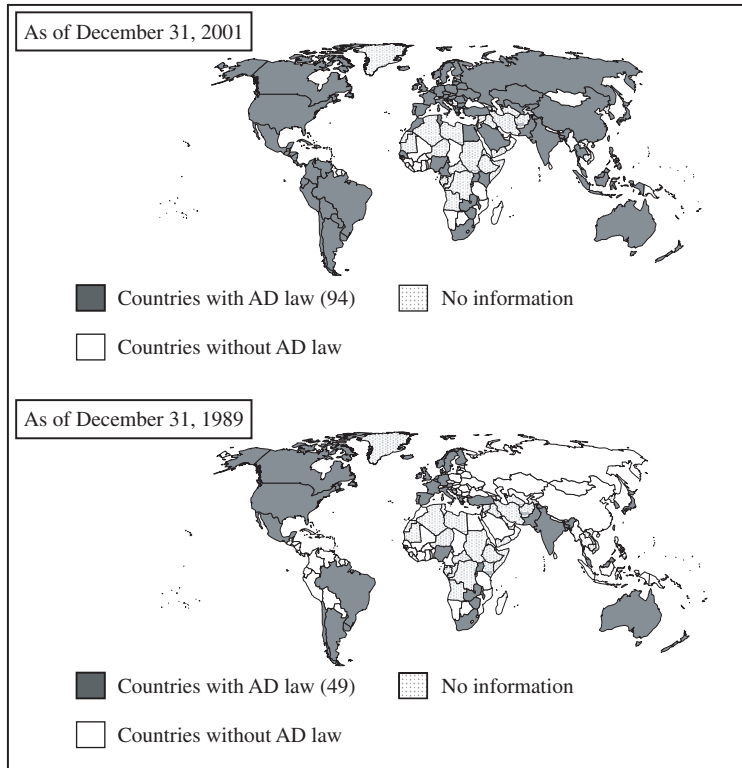 As of December 31, 2001
Countries with AD law (94)
No information
Countries without AD law
As of December 31, 1989
Countries with AD law (49)
No information
Countries without AD law